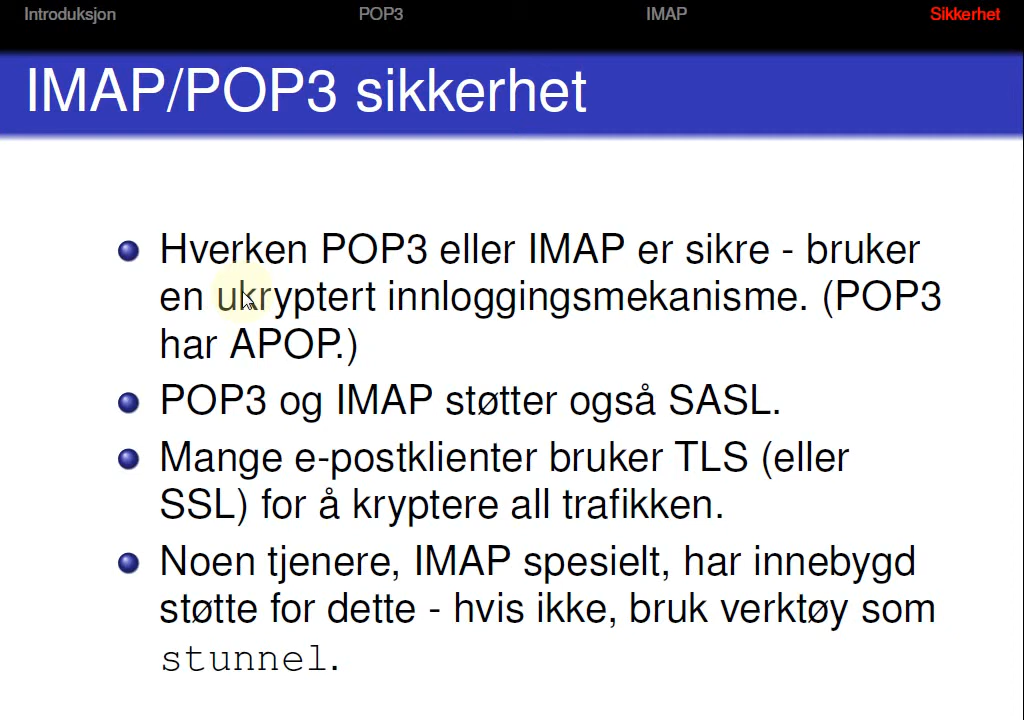 Introduksjon POP3 IMAP Sikkerhet
IMAP/POP3 sikkerhet
Hverken POP3 eller IMAP er sikre - bruker
en ukryptert innloggingsmekanisme. (POP3
har APOP.)
POP3 og IMAP støtter også SASL.
Mange e-postklienter bruker TLS (eller
SSL) for å kryptere all trafikken.
Noen tjenere, IMAP spesielt, har innebygd
støtte for dette - hvis ikke, bruk verktøy som
stunnel.